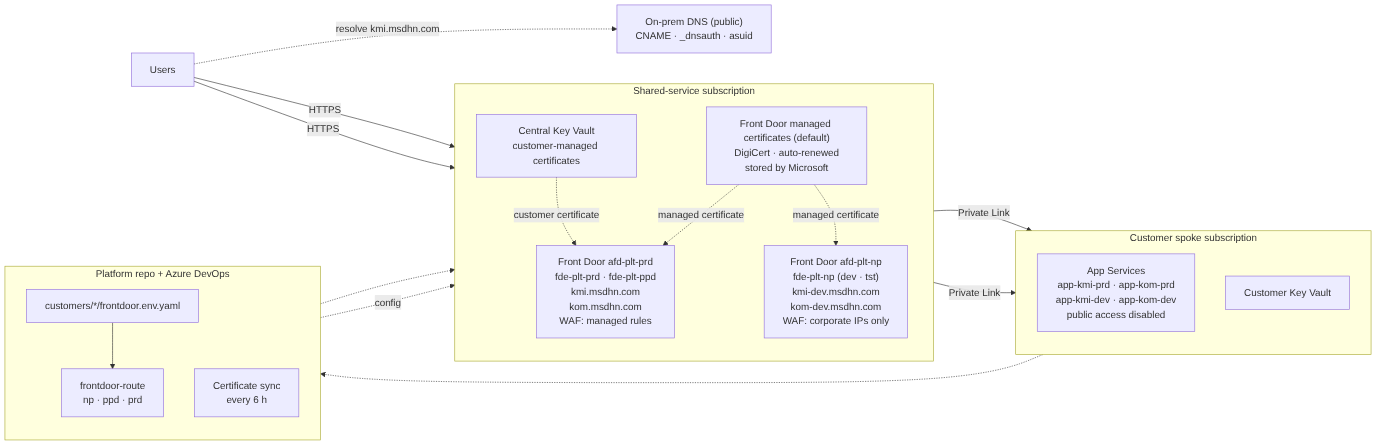 On-prem DNS (public)
CNAME · _dnsauth · asuid
resolve kmi.msdhn.com
Users
HTTPS
HTTPS
Shared-service subscription
Central Key Vault
customer-managed
certificates
Front Door managed
certificates (default)
DigiCert · auto-renewed
stored by Microsoft
customer certificate
managed certificate
managed certificate
Front Door afd-plt-prd
fde-plt-prd · fde-plt-ppd
kmi.msdhn.com
kom.msdhn.com
WAF: managed rules
Front Door afd-plt-np
fde-plt-np (dev · tst)
kmi-dev.msdhn.com
kom-dev.msdhn.com
WAF: corporate IPs only
Private Link
Private Link
Customer spoke subscription
App Services
app-kmi-prd · app-kom-prd
app-kmi-dev · app-kom-dev
public access disabled
Customer Key Vault
Platform repo + Azure DevOps
customers/*/frontdoor.env.yaml
config
frontdoor-route
np · ppd · prd
Certificate sync
every 6 h